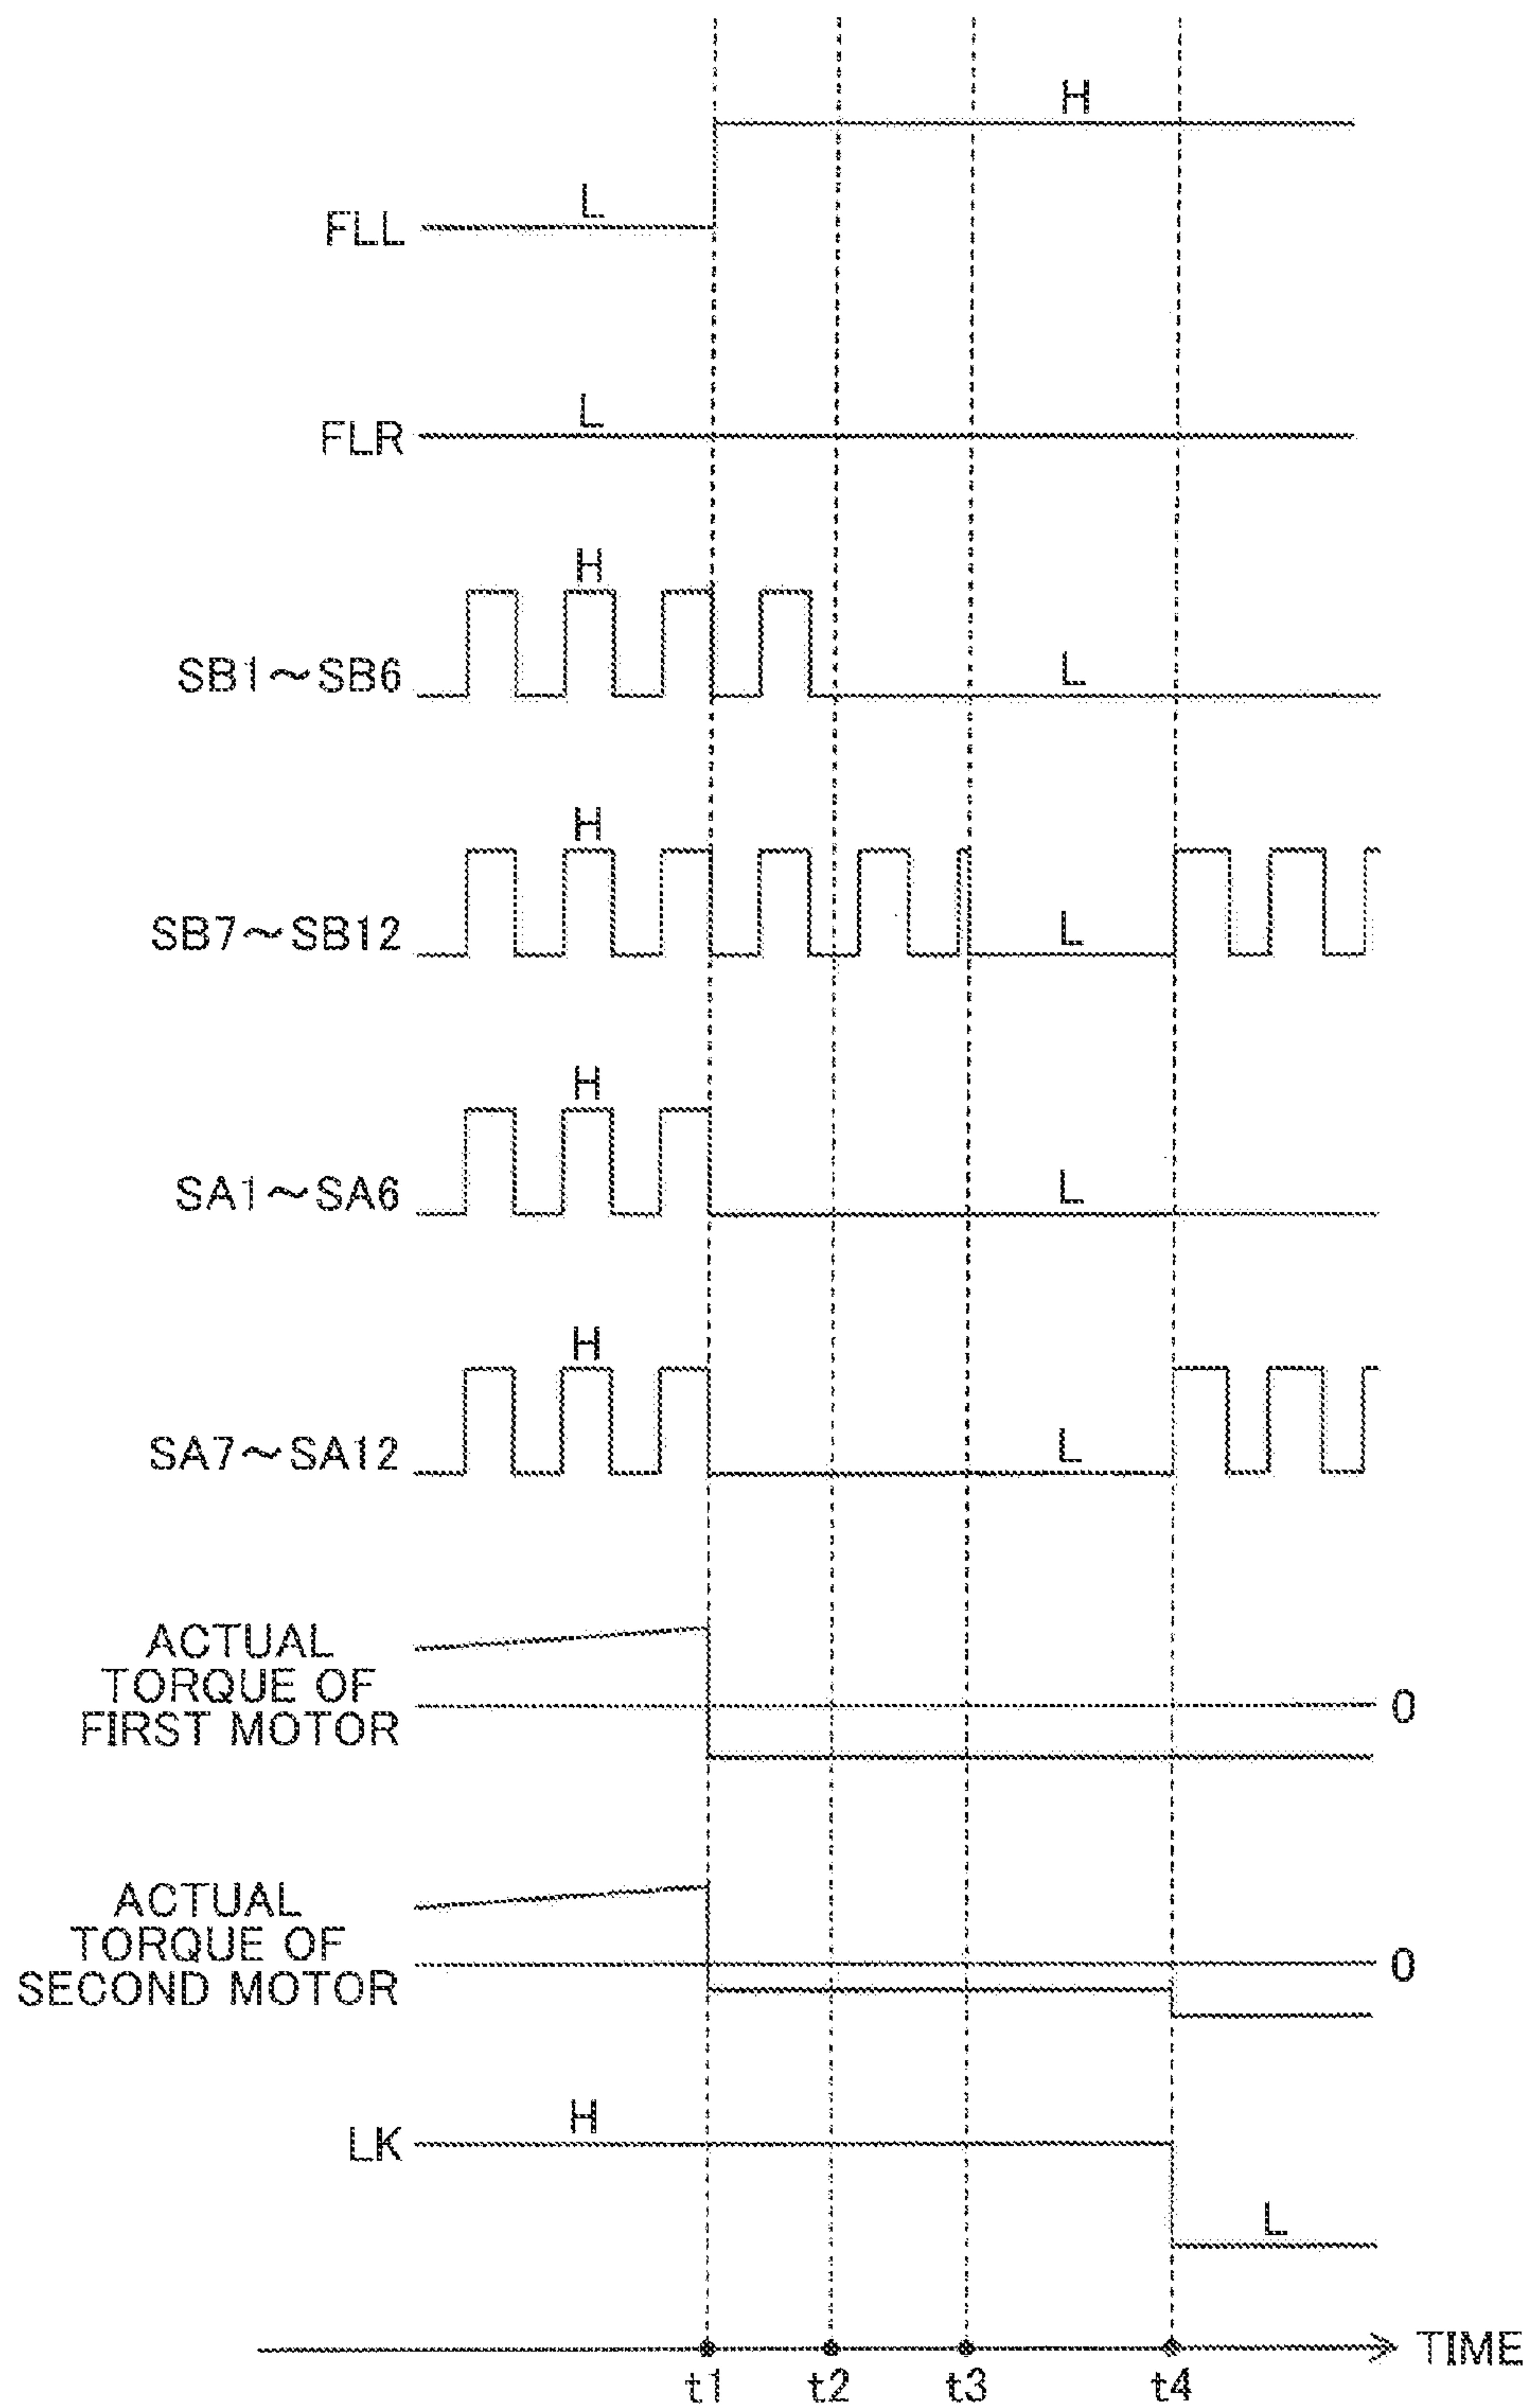 H
L
FLL
L
FLR
H
SB1～SB6
L
H
SB7～SB12
L
H
SA1～SA6
L
H
SA7～SA12
L
ACTUAL
TORQUE OF
FIRST MOTOR
0
ACTUAL
TORQUE OF
SECOND MOTOR
0
H
LK
L
TIME
t1 t2 t3 t4